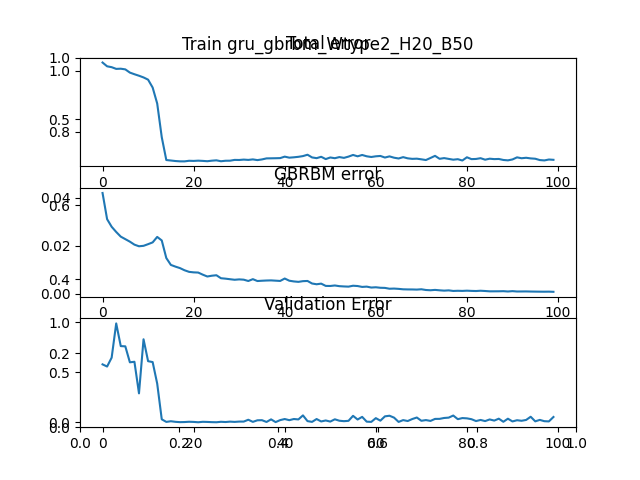 Train gru_gbrbm_Wtype2_H20_B50
Total error
1.0
1.0
0.5
0.8
0 20 40 60 80 100
GBRBM error
0.04
0.6
0.02
0.4
0.00
0 20 40 60 80 100
Validation Error
1.0
0.2
0.5
0.0
0.0
0.0 0 0.2 20 0.4 40 0.6 60 0.8 80 100 1.0